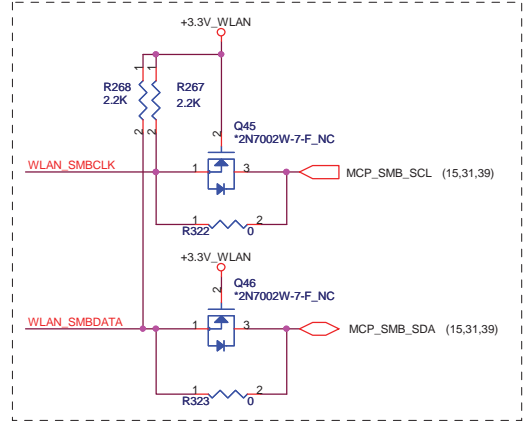 +3.3V_WLAN
1 1
R268 R267
2.2K 2.2K
2 2
2
Q45
*2N7002W-7-F_NC
WLAN_SMBCLK 1 3 MCP_SMB_SCL (15,31,39)
1 2
R322 0
+3.3V_WLAN
2
Q46
*2N7002W-7-F_NC
WLAN_SMBDATA 1 3 MCP_SMB_SDA (15,31,39)
1 2
R323 0